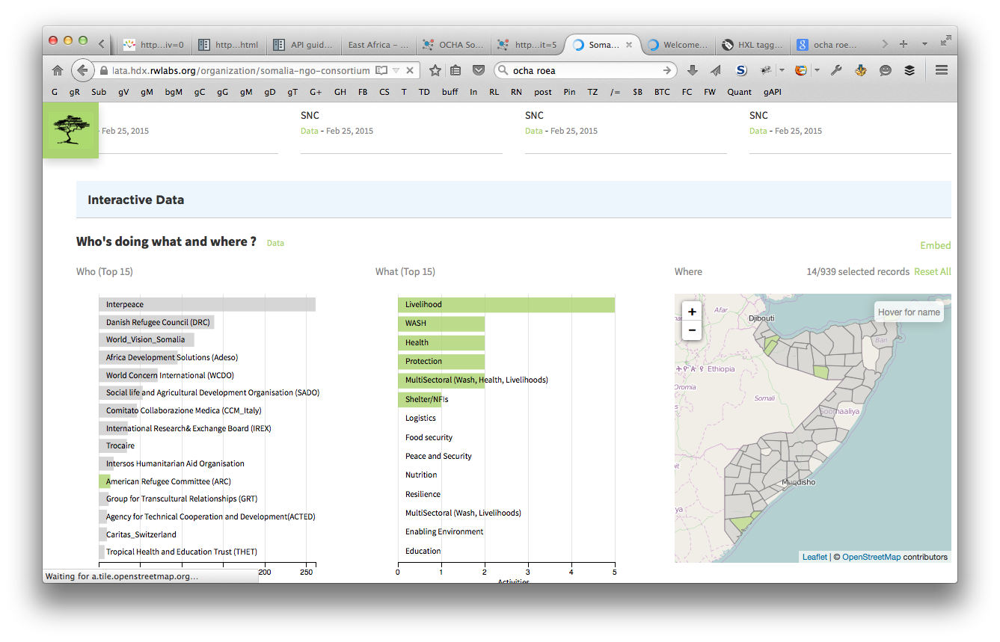 http...iv=0
http....html
API guid...
East Africa – ...
OCHA So...
http...it=5
Soma...
Welcome...
HXL tagg...
ocha roe...
lata.hdx.rwlabs.org/organization/somalia-ngo-consortium
ocha roea
G gR Sub gV gM bgM gC gG gM gD gT G+ GH FB CS T TD buff In RL RN post Pin TZ /= $B BTC FC FW Quant gAPI
- Feb 25, 2015
SNC
Data - Feb 25, 2015
SNC
Data - Feb 25, 2015
SNC
Data - Feb 25, 2015
Interactive Data
Who's doing what and where ? Data
Embed
Who (Top 15)
Interpeace
Danish Refugee Council (DRC)
World_Vision_Somalia
Africa Development Solutions (Adeso)
World Concern International (WCDO)
Social life and Agricultural Development Organisation (SADO)
Comitato Collaborazione Medica (CCM_Italy)
International Research& Exchange Board (IREX)
Trocaire
Intersos Humanitarian Aid Organisation
American Refugee Committee (ARC)
Group for Transcultural Relationships (GRT)
Agency for Technical Cooperation and Development(ACTED)
Caritas_Switzerland
Tropical Health and Education Trust (THET)
200 250
What (Top 15)
Livelihood
WASH
Health
Protection
MultiSectoral (Wash, Health, Livelihoods)
Shelter/NFIs
Logistics
Food security
Peace and Security
Nutrition
Resilience
MultiSectoral (Wash, Livelihoods)
Enabling Environment
Education
0 1 2 3 4 5
Activities
Where
14/939 selected records Reset All
+
−
Hover for name
Afar
Djibouti
Bari
ኢትዮጵያ Ethiopia
Oromia
Somali
Soomaaliya
Muqdisho
Leaflet | © OpenStreetMap contributors
Waiting for a.tile.openstreetmap.org...